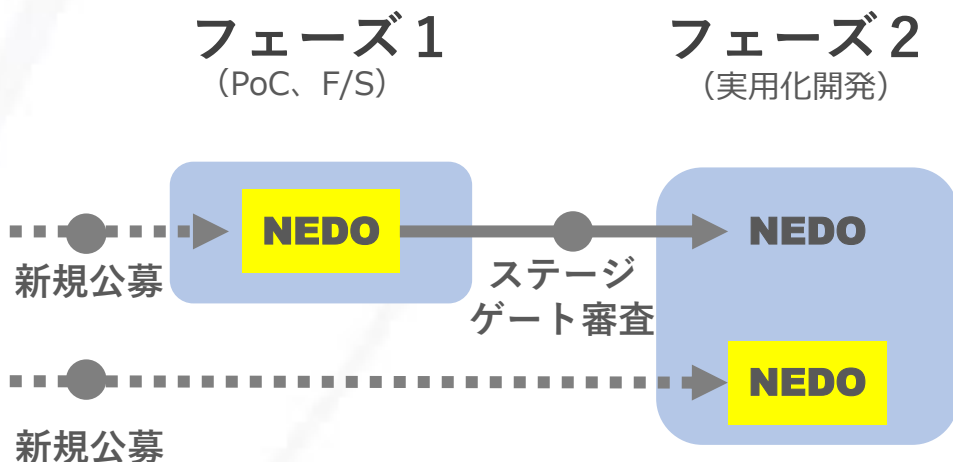 フェーズ１
（PoC、F/S）
フェーズ２
（実用化開発）
NEDO
NEDO
新規公募
ステージ
ゲート審査
NEDO
新規公募